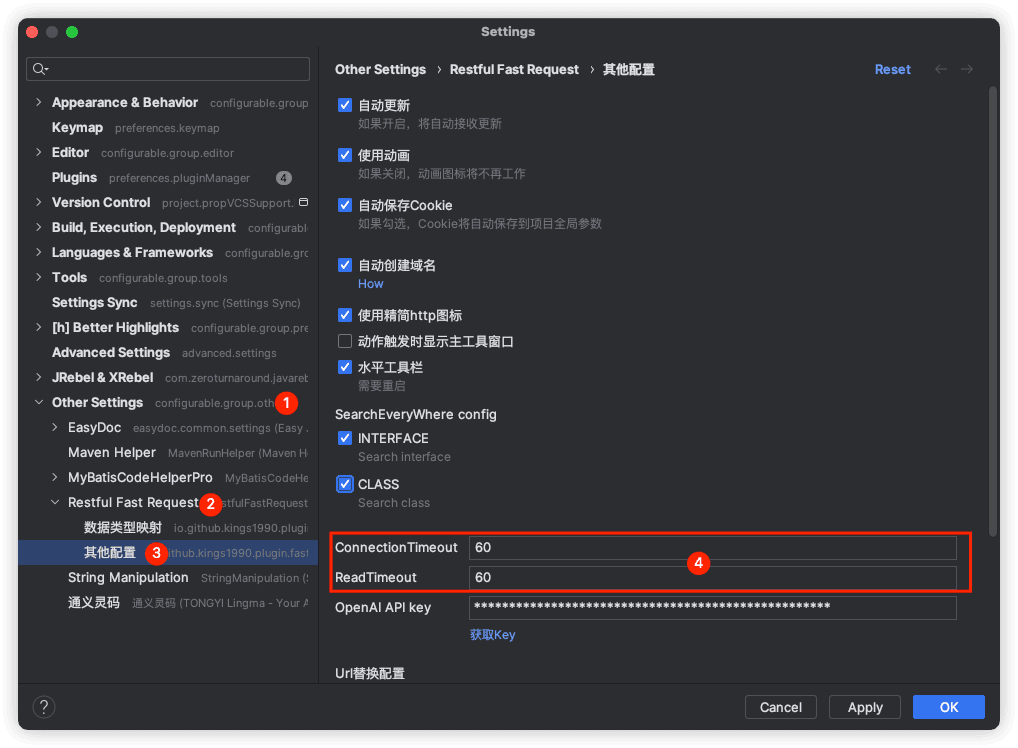 Settings
Other Settings › Restful Fast Request › 其他配置
Reset
Appearance & Behavior configurable.group
Keymap preferences.keymap
Editor configurable.group.editor
Plugins preferences.pluginManager 4
Version Control project.propVCSSupport.
Build, Execution, Deployment configurabl
Languages & Frameworks configurable.gro
Tools configurable.group.tools
Settings Sync settings.sync (Settings Sync)
[h] Better Highlights configurable.group.pre
Advanced Settings advanced.settings
JRebel & XRebel com.zeroturnaround.javareb
Other Settings configurable.group.oth 1
EasyDoc easydoc.common.settings (Easy
Maven Helper MavenRunHelper (Maven H
MyBatisCodeHelperPro MyBatisCodeHe
Restful Fast Request 2 stfulFastRequest
数据类型映射 io.github.kings1990.plugi
其他配置 3 ithub.kings1990.plugin.fast
String Manipulation StringManipulation (S
通义灵码 通义灵码 (TONGYI Lingma - Your A
自动更新
如果开启，将自动接收更新
使用动画
如果关闭，动画图标将不再工作
自动保存Cookie
如果勾选，Cookie将自动保存到项目全局参数
自动创建域名
How
使用精简http图标
动作触发时显示主工具窗口
水平工具栏
需要重启
SearchEveryWhere config
INTERFACE
Search interface
CLASS
Search class
ConnectionTimeout 60
4
ReadTimeout 60
OpenAI API key ***************************************************
获取Key
Url替换配置
?
Cancel
Apply
OK